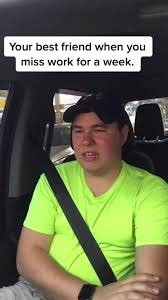 Your best friend when you
miss work for a week.